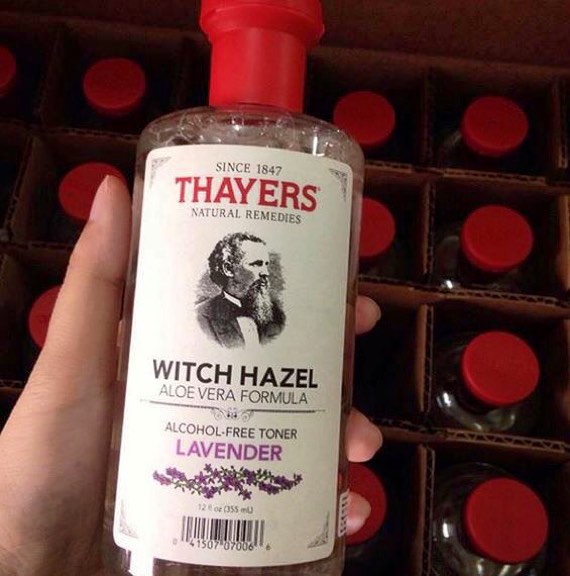 SINCE 1847
THAYERS
NATURAL REMEDIES
WITCH HAZEL
ALOE VERA FORMULA
ALCOHOL-FREE TONER
LAVENDER
12 fl oz (355 mL)
0 41507 07006 6